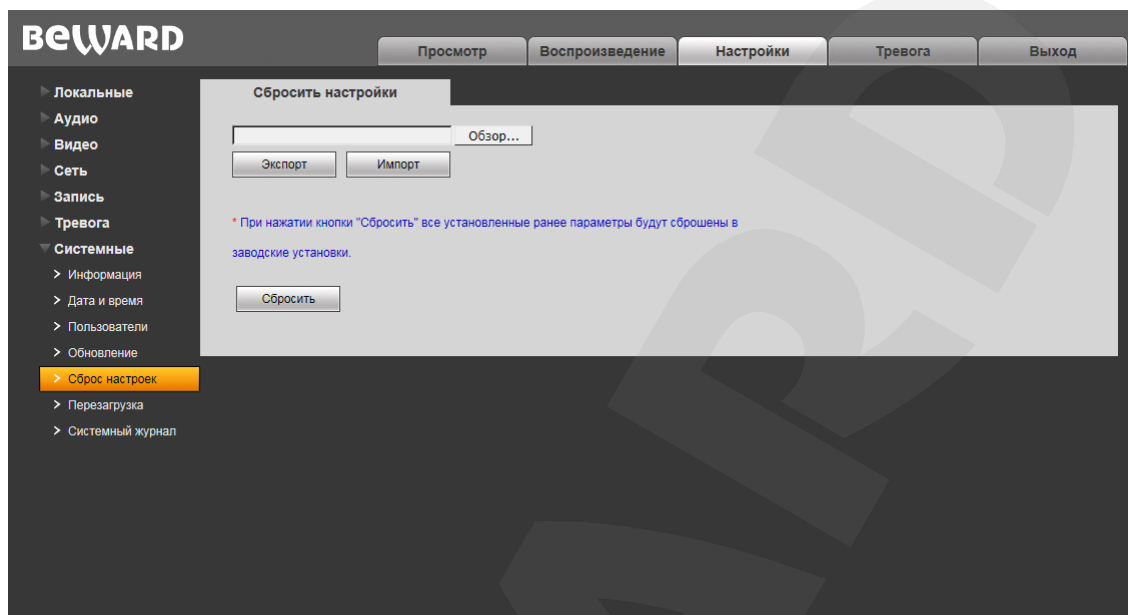 BEWARD
Просмотр Воспроизведение Настройки Тревога Выход
Локальные
Аудио
Видео
Сеть
Запись
Тревога
Системные
Информация
Дата и время
Пользователи
Обновление
Сброс настроек
Перезагрузка
Системный журнал
Сбросить настройки
Обзор...
Экспорт Импорт
* При нажатии кнопки "Сбросить" все установленные ранее параметры будут сброшены в
заводские установки.
Сбросить